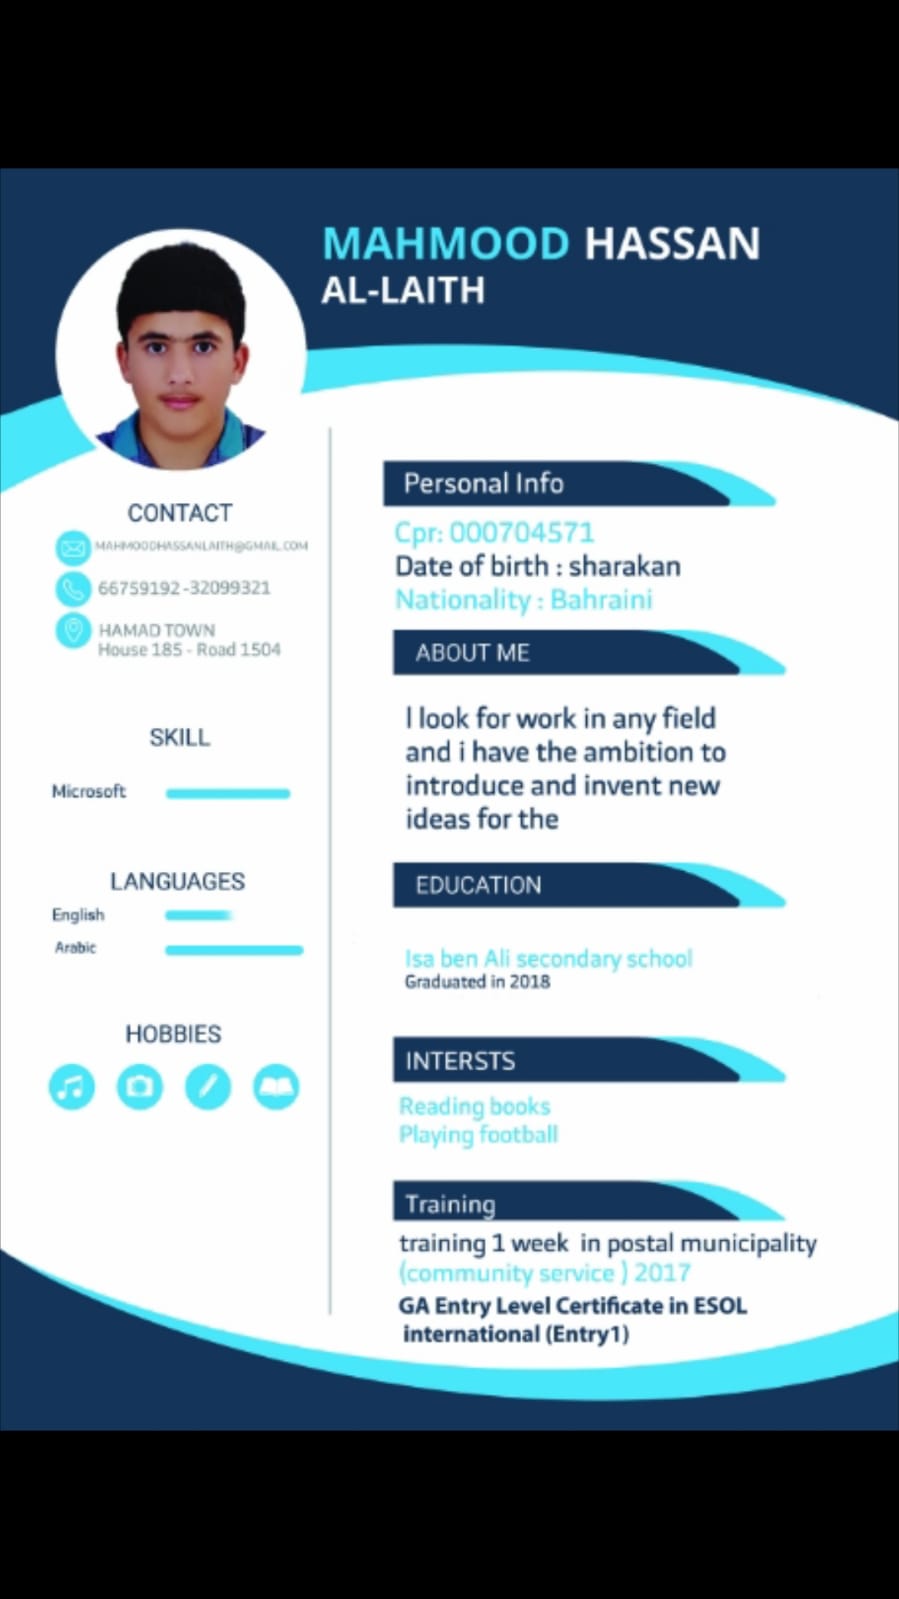 MAHMOOD HASSAN
AL-LAITH
CONTACT
MAHMOODHASSANLAITH@GMAIL.COM
66759192 -32099321
HAMAD TOWN
House 185 - Road 1504
SKILL
Microsoft
LANGUAGES
English
Arabic
HOBBIES
Personal Info
Cpr: 000704571
Date of birth : sharakan
Nationality : Bahraini
ABOUT ME
I look for work in any field
and i have the ambition to
introduce and invent new
ideas for the
EDUCATION
Isa ben Ali secondary school
Graduated in 2018
INTERSTS
Reading books
Playing football
Training
training 1 week in postal municipality
(community service ) 2017
GA Entry Level Certificate in ESOL
international (Entry1)